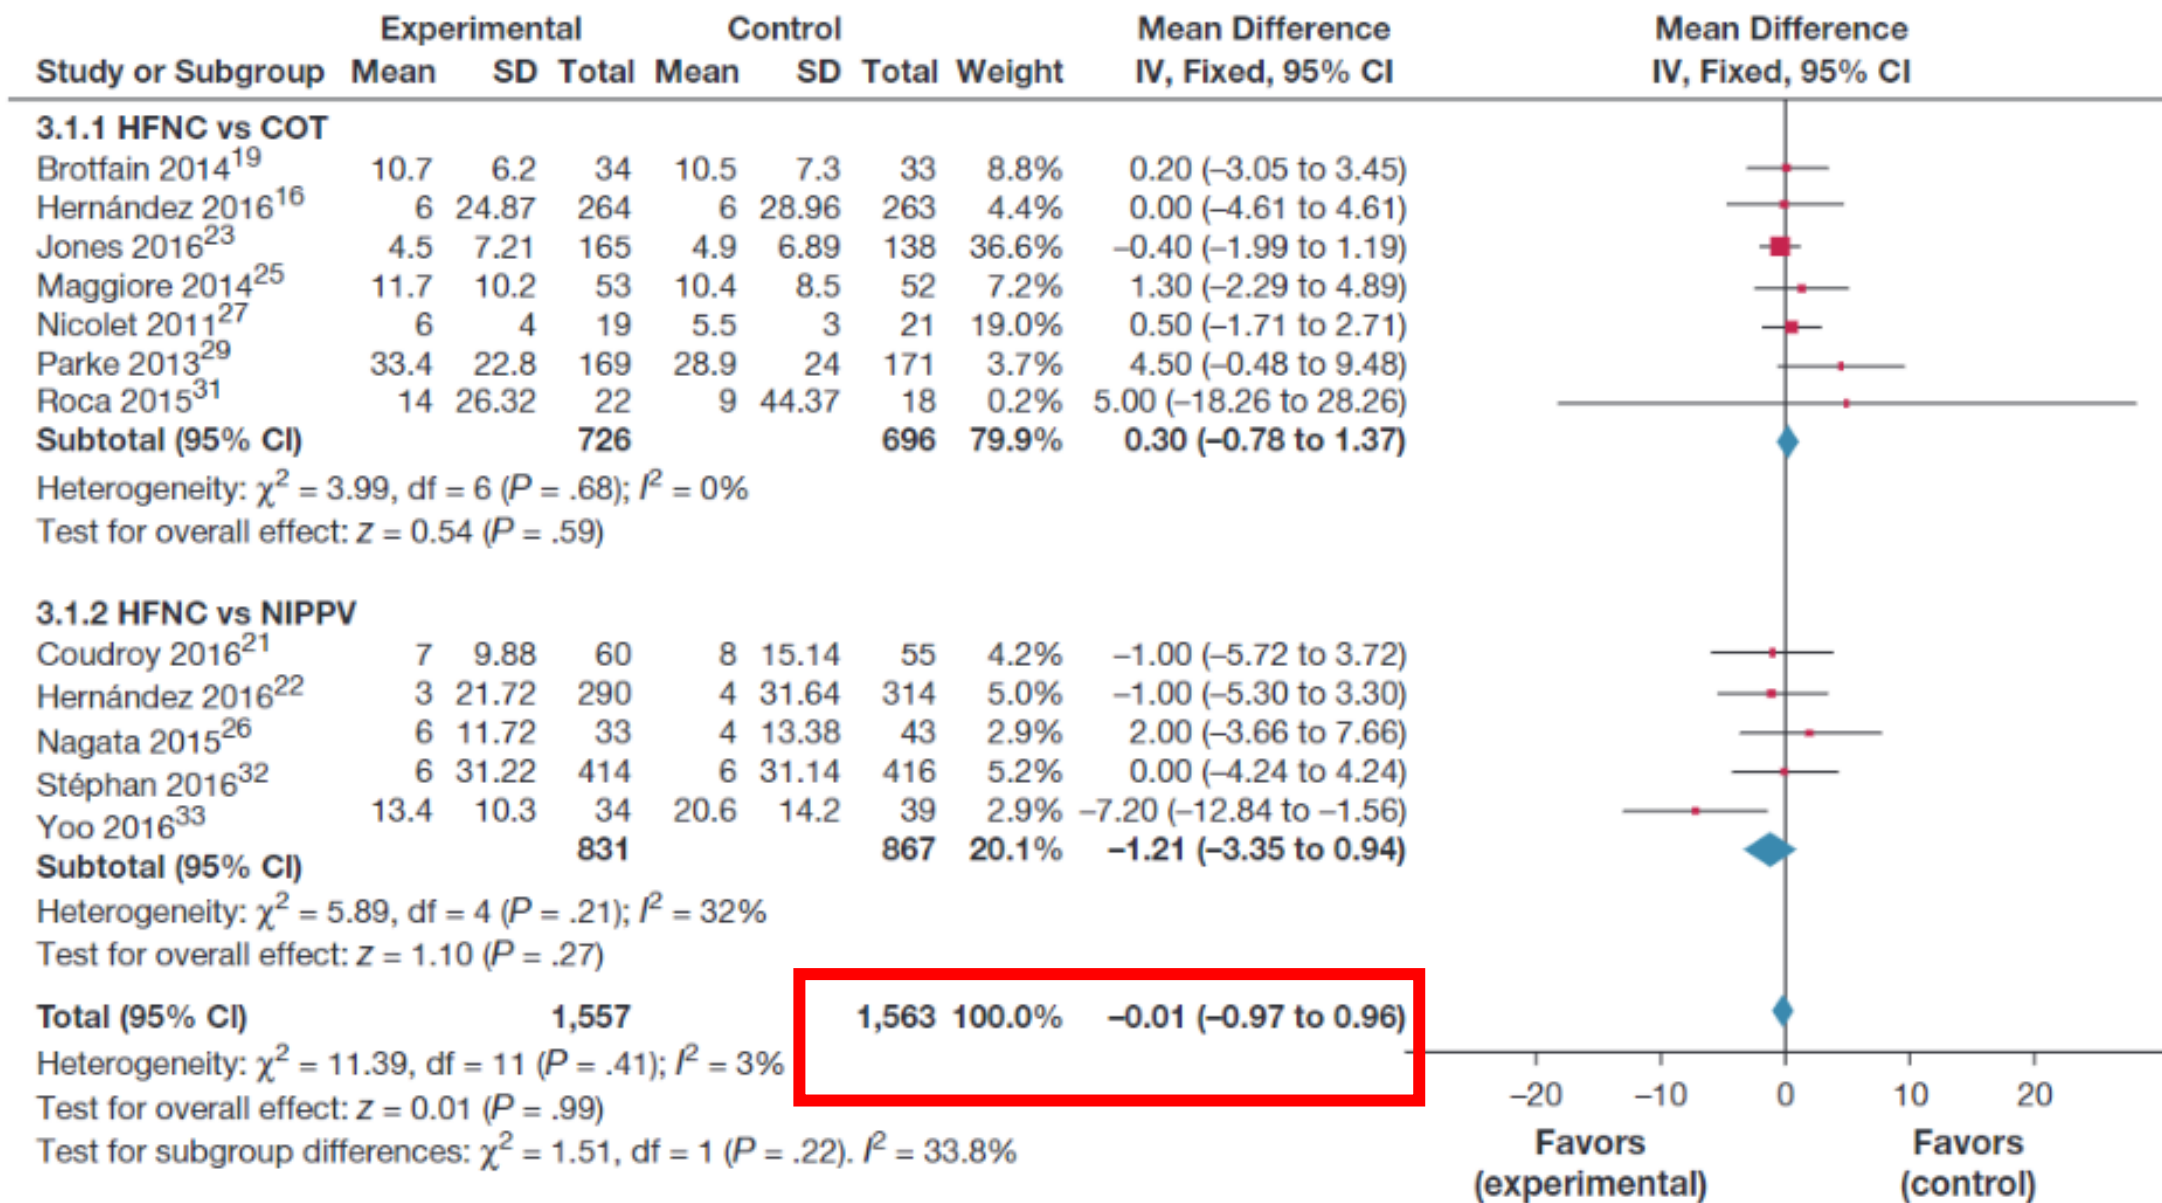 Experimental Control Mean Difference Mean Difference
Study or Subgroup Mean SD Total Mean SD Total Weight IV, Fixed, 95% CI IV, Fixed, 95% CI
3.1.1 HFNC vs COT
Brotfain 2014¹⁹ 10.7 6.2 34 10.5 7.3 33 8.8% 0.20 (–3.05 to 3.45)
Hernández 2016¹⁶ 6 24.87 264 6 28.96 263 4.4% 0.00 (–4.61 to 4.61)
Jones 2016²³ 4.5 7.21 165 4.9 6.89 138 36.6% –0.40 (–1.99 to 1.19)
Maggiore 2014²⁵ 11.7 10.2 53 10.4 8.5 52 7.2% 1.30 (–2.29 to 4.89)
Nicolet 2011²⁷ 6 4 19 5.5 3 21 19.0% 0.50 (–1.71 to 2.71)
Parke 2013²⁹ 33.4 22.8 169 28.9 24 171 3.7% 4.50 (–0.48 to 9.48)
Roca 2015³¹ 14 26.32 22 9 44.37 18 0.2% 5.00 (–18.26 to 28.26)
Subtotal (95% CI) 726 696 79.9% 0.30 (–0.78 to 1.37)
Heterogeneity: χ² = 3.99, df = 6 (P = .68); I² = 0%
Test for overall effect: z = 0.54 (P = .59)
3.1.2 HFNC vs NIPPV
Coudroy 2016²¹ 7 9.88 60 8 15.14 55 4.2% –1.00 (–5.72 to 3.72)
Hernández 2016²² 3 21.72 290 4 31.64 314 5.0% –1.00 (–5.30 to 3.30)
Nagata 2015²⁶ 6 11.72 33 4 13.38 43 2.9% 2.00 (–3.66 to 7.66)
Stéphan 2016³² 6 31.22 414 6 31.14 416 5.2% 0.00 (–4.24 to 4.24)
Yoo 2016³³ 13.4 10.3 34 20.6 14.2 39 2.9% –7.20 (–12.84 to –1.56)
Subtotal (95% CI) 831 867 20.1% –1.21 (–3.35 to 0.94)
Heterogeneity: χ² = 5.89, df = 4 (P = .21); I² = 32%
Test for overall effect: z = 1.10 (P = .27)
Total (95% CI) 1,557 1,563 100.0% –0.01 (–0.97 to 0.96)
Heterogeneity: χ² = 11.39, df = 11 (P = .41); I² = 3%
Test for overall effect: z = 0.01 (P = .99)
Test for subgroup differences: χ² = 1.51, df = 1 (P = .22). I² = 33.8%
–20 –10 0 10 20
Favors Favors
(experimental) (control)